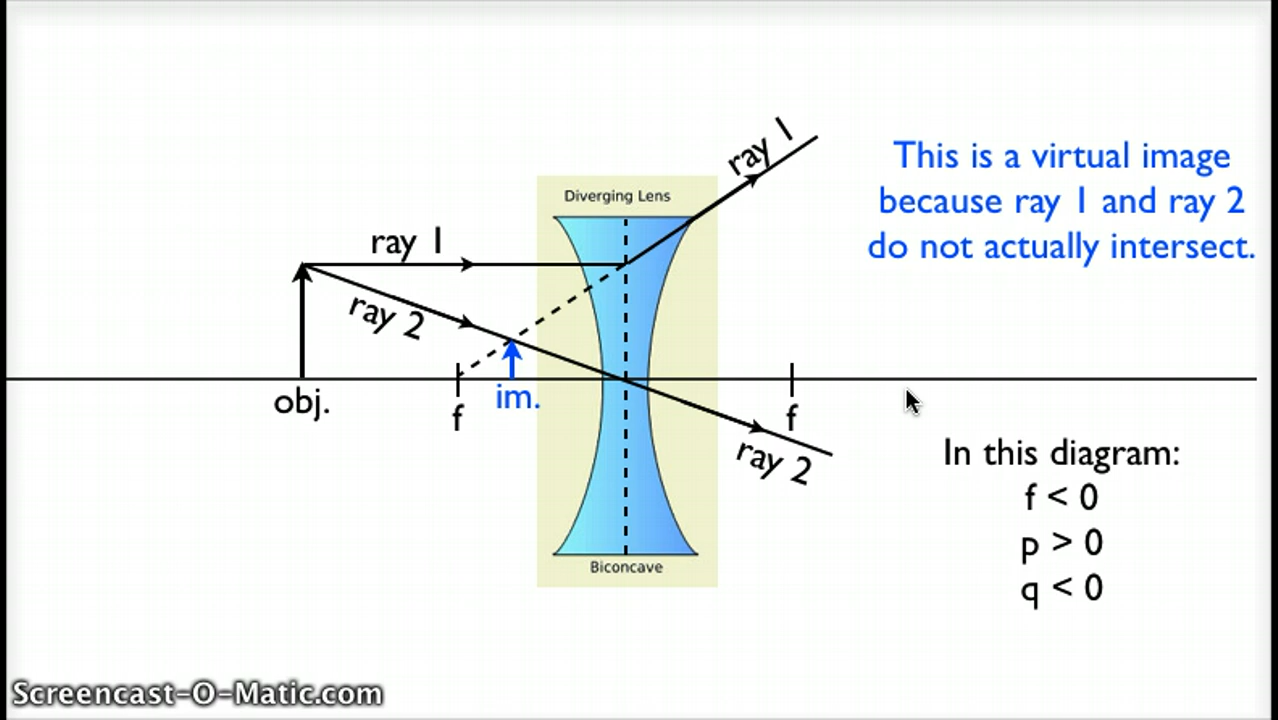 ray 1
Diverging Lens
This is a virtual image
because ray 1 and ray 2
do not actually intersect.
ray 1
ray 2
obj.
f
im.
f
ray 2
In this diagram:
f < 0
p > 0
q < 0
Biconcave
Screencast-O-Matic.com